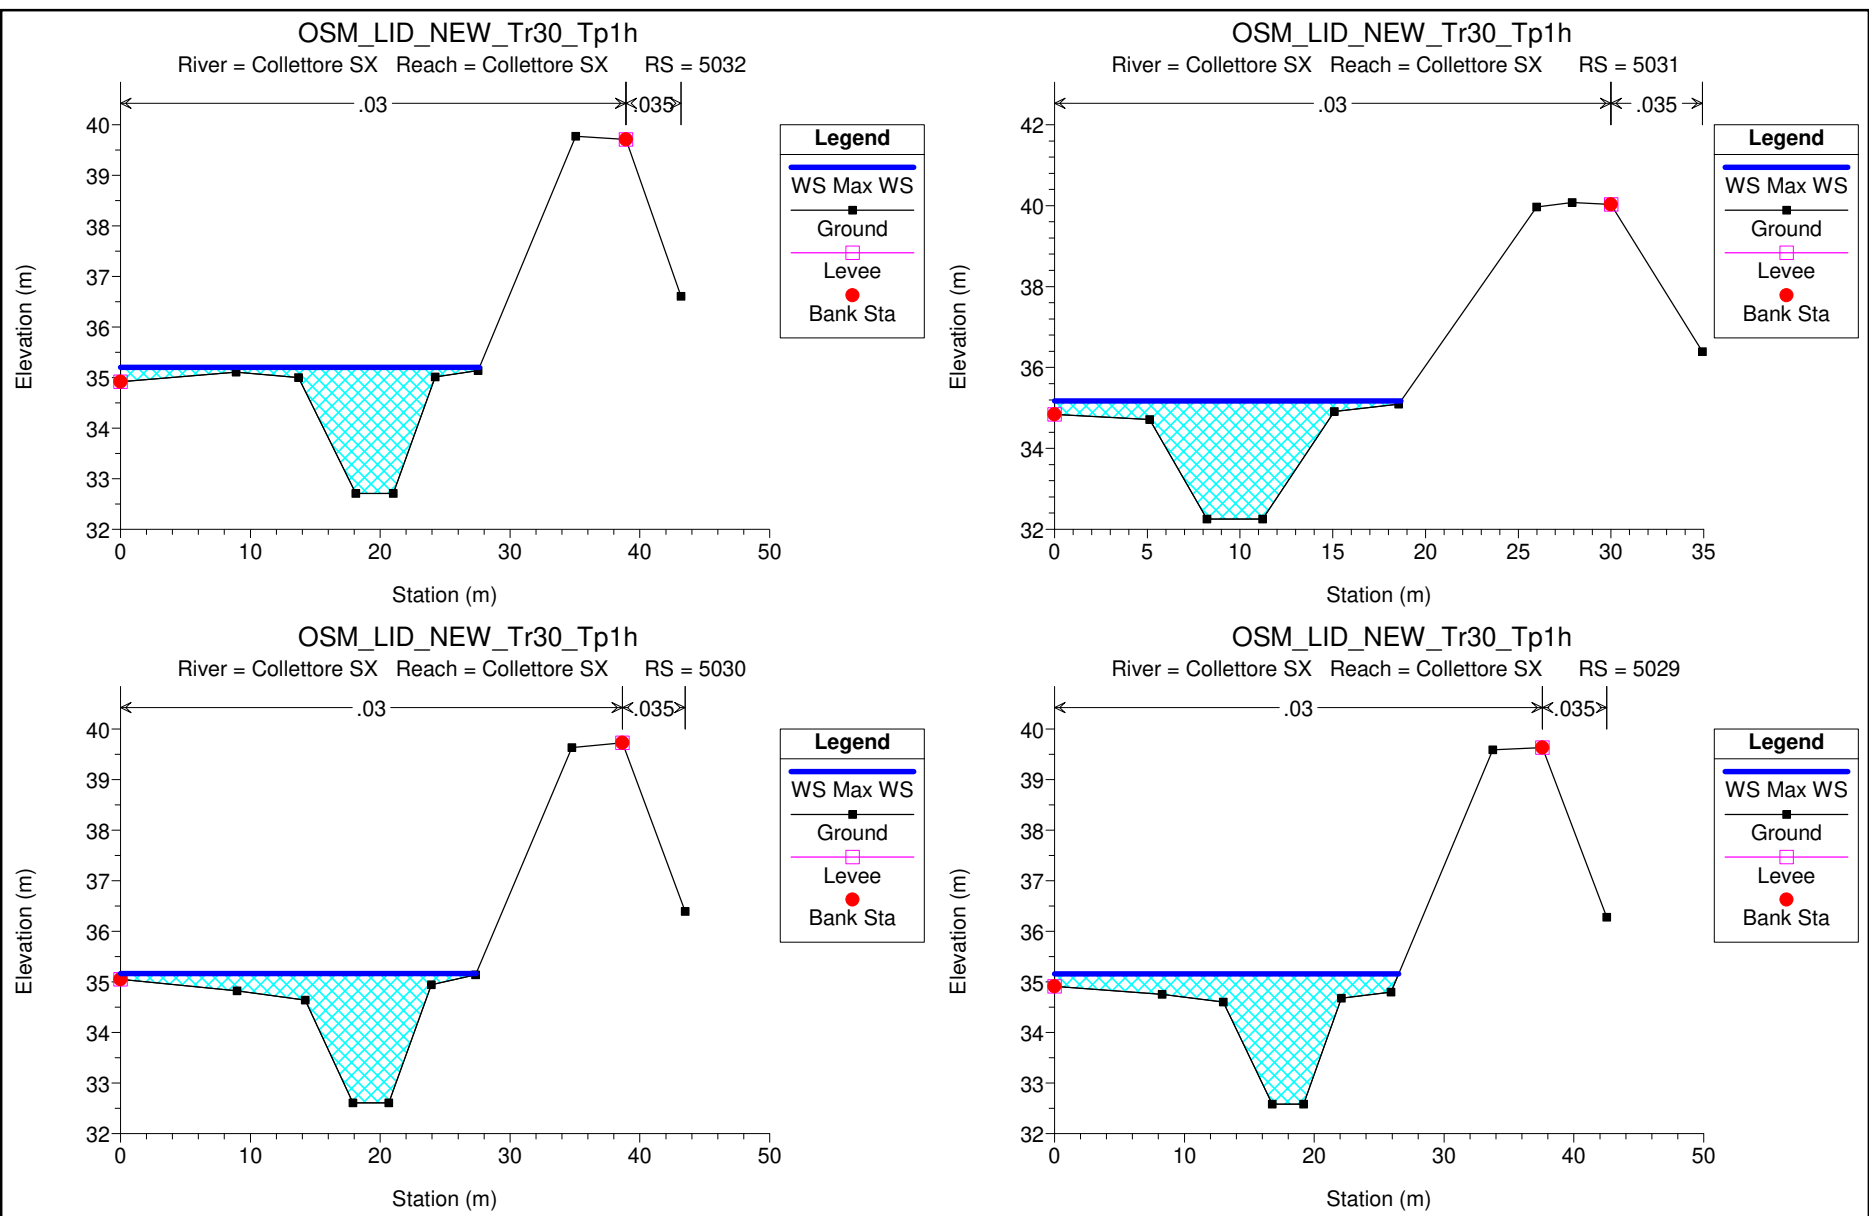 OSM_LID_NEW_Tr30_Tp1h
River = Collettore SX Reach = Collettore SX RS = 5032
.03 .035
40
39
38
37
36
35
34
33
32
0 10 20 30 40 50
Elevation (m)
Station (m)
Legend
WS Max WS
Ground
Levee
Bank Sta
OSM_LID_NEW_Tr30_Tp1h
River = Collettore SX Reach = Collettore SX RS = 5031
.03 .035
42
40
38
36
34
32
0 5 10 15 20 25 30 35
Elevation (m)
Station (m)
Legend
WS Max WS
Ground
Levee
Bank Sta
OSM_LID_NEW_Tr30_Tp1h
River = Collettore SX Reach = Collettore SX RS = 5030
.03 .035
40
39
38
37
36
35
34
33
32
0 10 20 30 40 50
Elevation (m)
Station (m)
Legend
WS Max WS
Ground
Levee
Bank Sta
OSM_LID_NEW_Tr30_Tp1h
River = Collettore SX Reach = Collettore SX RS = 5029
.03 .035
40
39
38
37
36
35
34
33
32
0 10 20 30 40 50
Elevation (m)
Station (m)
Legend
WS Max WS
Ground
Levee
Bank Sta